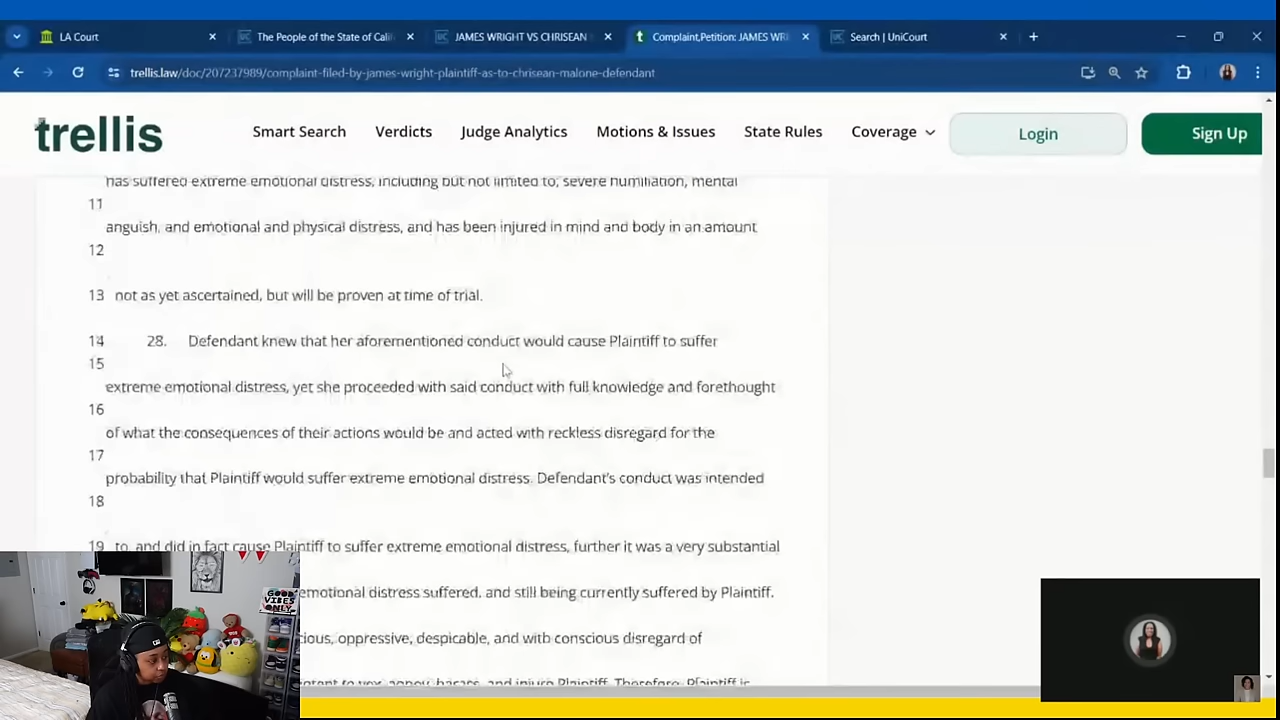 LA Court
The People of the State of Cali
JAMES WRIGHT VS CHRISEAN
Complaint,Petition: JAMES WRI
Search | UniCourt
trellis.law/doc/207237989/complaint-filed-by-james-wright-plaintiff-as-to-chrisean-malone-defendant
trellis
Smart Search
Verdicts
Judge Analytics
Motions & Issues
State Rules
Coverage
Login
Sign Up
has suffered extreme emotional distress, including but not limited to, severe humiliation, mental
11
anguish, and emotional and physical distress, and has been injured in mind and body in an amount
12
13 not as yet ascertained, but will be proven at time of trial.
14 28. Defendant knew that her aforementioned conduct would cause Plaintiff to suffer
15
extreme emotional distress, yet she proceeded with said conduct with full knowledge and forethought
16
of what the consequences of their actions would be and acted with reckless disregard for the
17
probability that Plaintiff would suffer extreme emotional distress. Defendant's conduct was intended
18
19 to, and did in fact cause Plaintiff to suffer extreme emotional distress, further it was a very substantial
emotional distress suffered, and still being currently suffered by Plaintiff.
cious, oppressive, despicable, and with conscious disregard of
to vex, annoy, harass, and injure Plaintiff. Therefore, Plaintiff is
GOOD
VIBES
ONLY